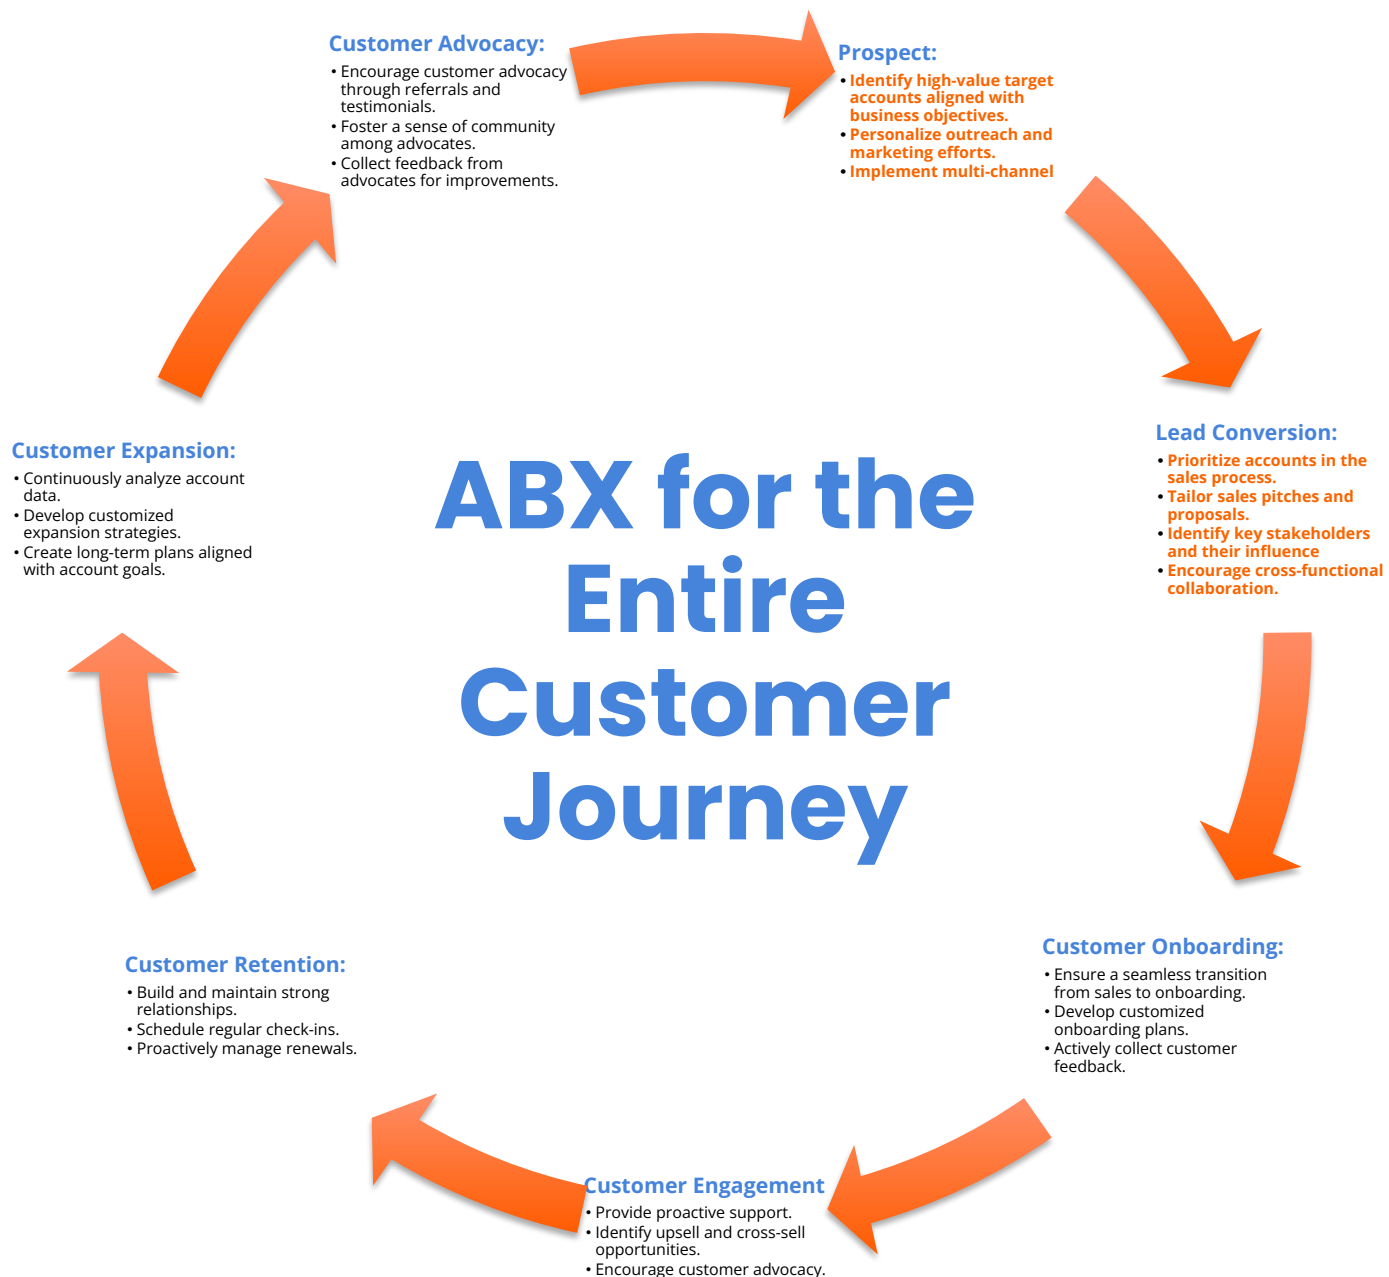 Customer Advocacy:
• Encourage customer advocacy
through referrals and
testimonials.
• Foster a sense of community
among advocates.
• Collect feedback from
advocates for improvements.
Prospect:
• Identify high-value target
accounts aligned with
business objectives.
• Personalize outreach and
marketing efforts.
• Implement multi-channel
Lead Conversion:
• Prioritize accounts in the
sales process.
• Tailor sales pitches and
proposals.
• Identify key stakeholders
and their influence
• Encourage cross-functional
collaboration.
Customer Expansion:
• Continuously analyze account
data.
• Develop customized
expansion strategies.
• Create long-term plans aligned
with account goals.
ABX for the
Entire
Customer
Journey
Customer Onboarding:
• Ensure a seamless transition
from sales to onboarding.
• Develop customized
onboarding plans.
• Actively collect customer
feedback.
Customer Retention:
• Build and maintain strong
relationships.
• Schedule regular check-ins.
• Proactively manage renewals.
Customer Engagement
• Provide proactive support.
• Identify upsell and cross-sell
opportunities.
• Encourage customer advocacy.